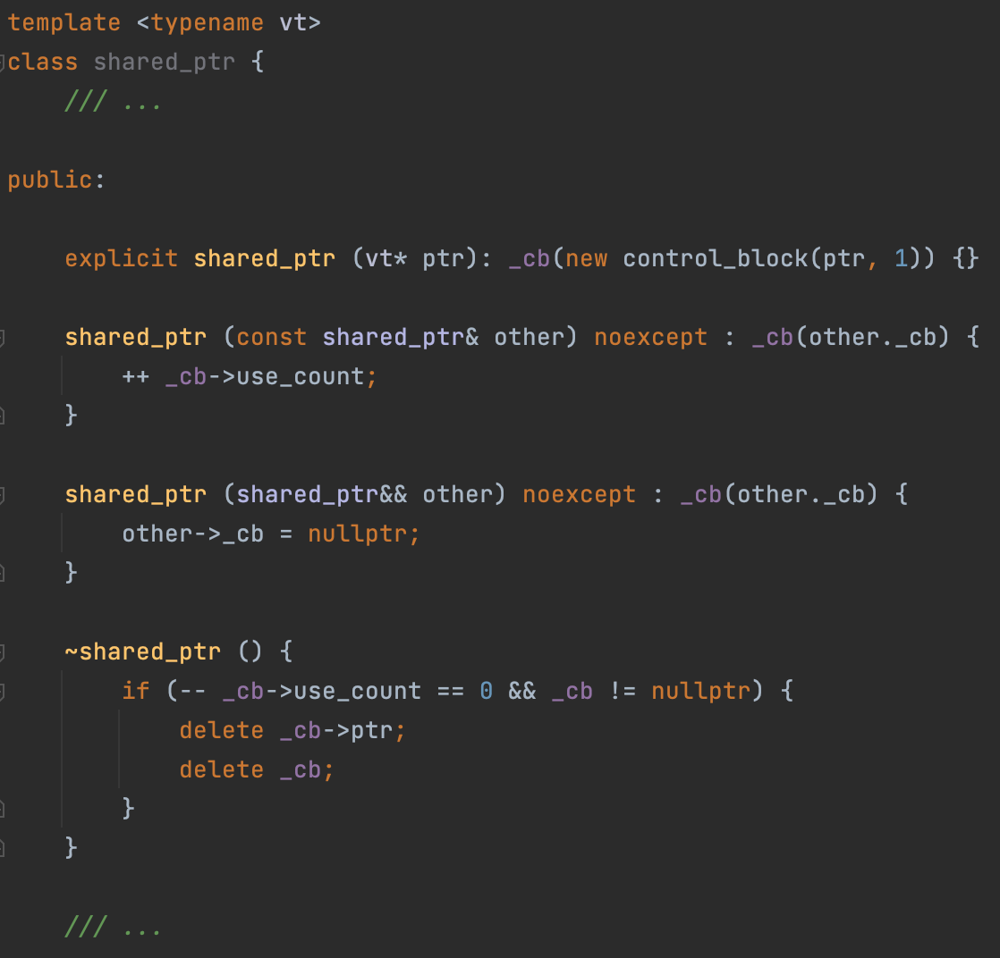 template <typename vt>
class shared_ptr {
/// ...
public:
explicit shared_ptr (vt* ptr): _cb(new control_block(ptr, 1)) {}
shared_ptr (const shared_ptr& other) noexcept : _cb(other._cb) {
++ _cb->use_count;
}
shared_ptr (shared_ptr&& other) noexcept : _cb(other._cb) {
other->_cb = nullptr;
}
~shared_ptr () {
if (-- _cb->use_count == 0 && _cb != nullptr) {
delete _cb->ptr;
delete _cb;
}
}
/// ...